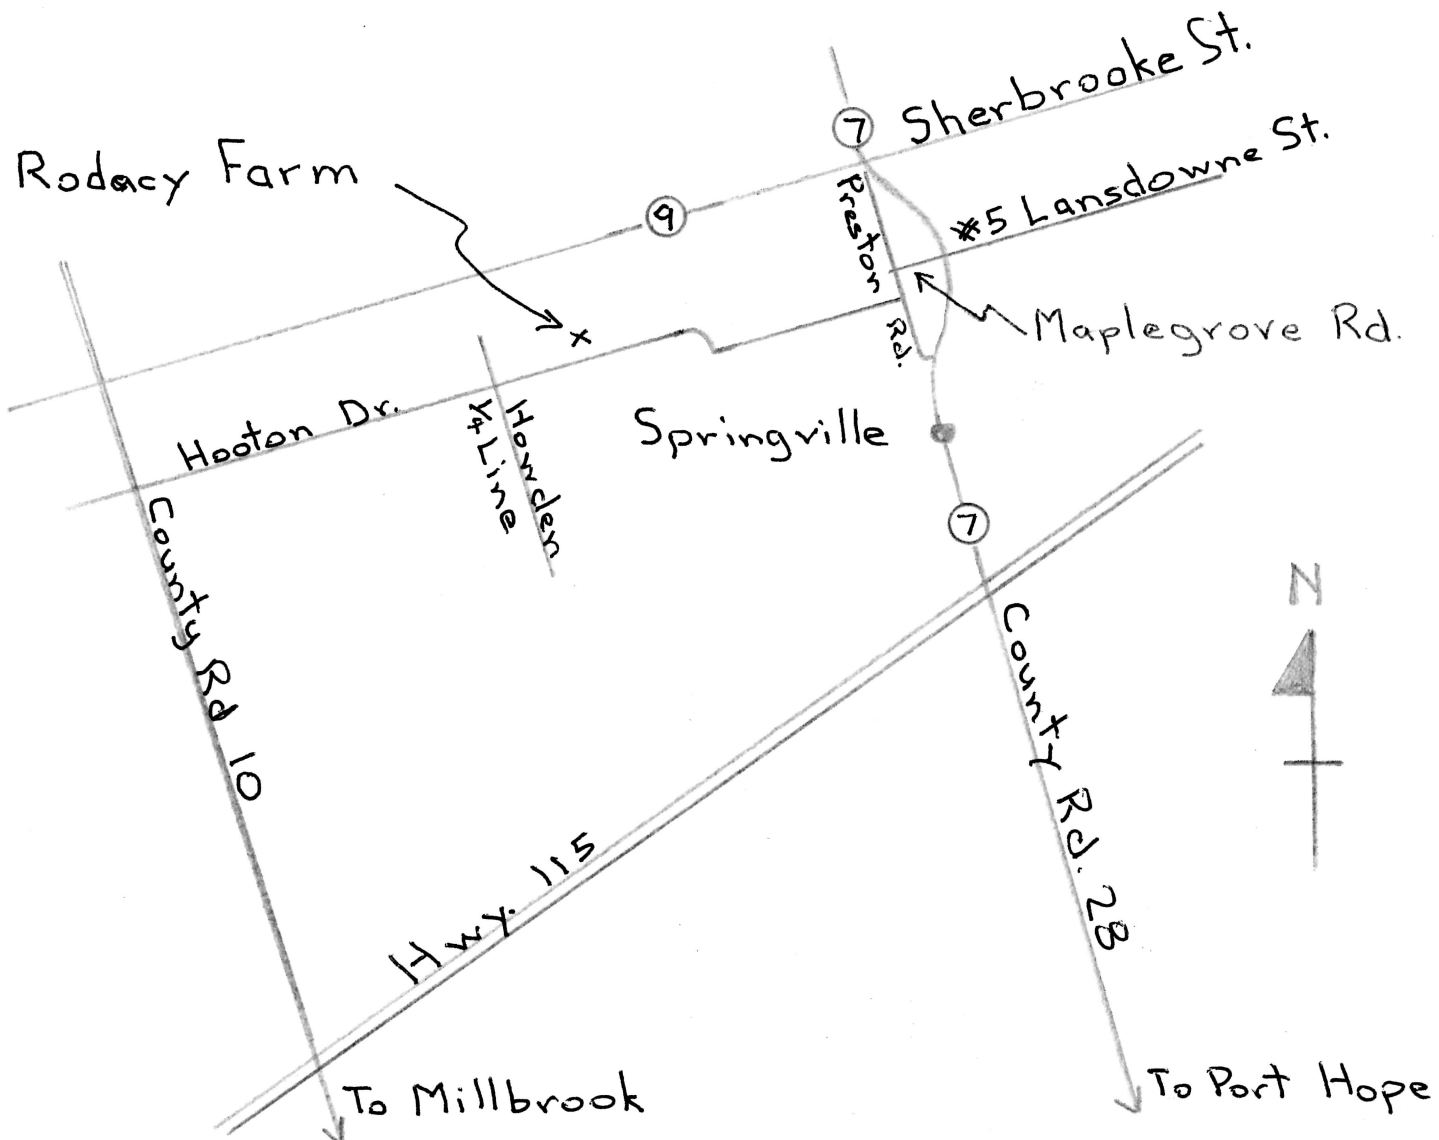 Sherbrooke St.
7
Rodacy Farm
#5 Lansdowne St.
9
Preston Rd.
Maplegrove Rd.
Hooton Dr.
Springville
Howden
1/4 Line
7
N
County Rd 10
County Rd. 28
Hwy. 115
To Millbrook
To Port Hope